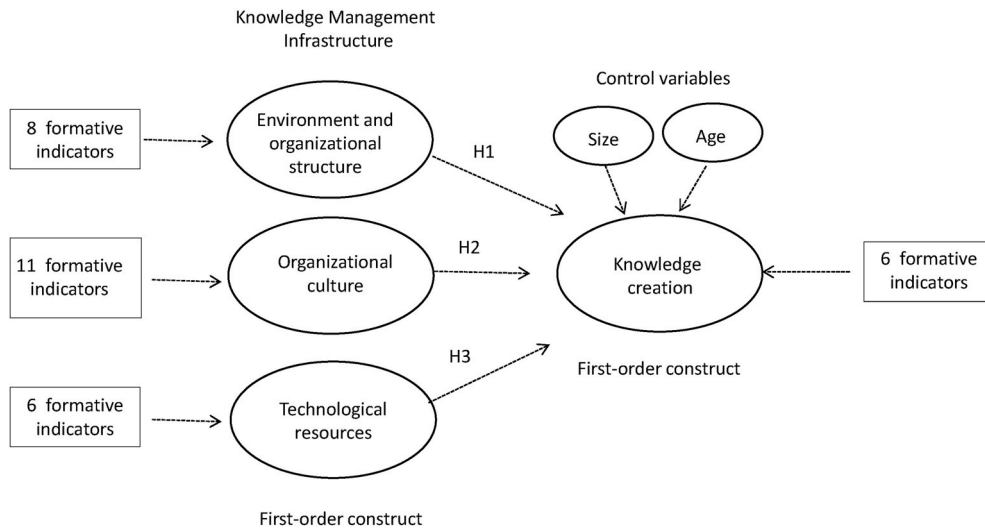 Knowledge Management
Infrastructure
Control variables
8 formative
indicators
Environment and
organizational
structure
H1
Size
Age
11 formative
indicators
Organizational
culture
H2
Knowledge
creation
6 formative
indicators
6 formative
indicators
Technological
resources
H3
First-order construct
First-order construct